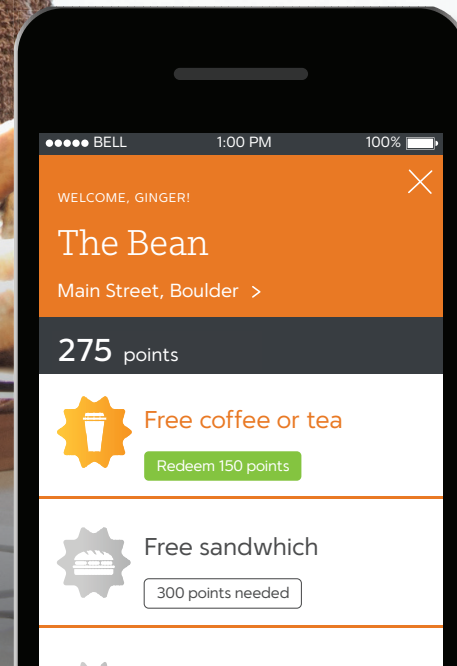 BELL 1:00 PM 100%
WELCOME, GINGER!
The Bean
Main Street, Boulder >
275 points
Free coffee or tea
Redeem 150 points
Free sandwhich
300 points needed